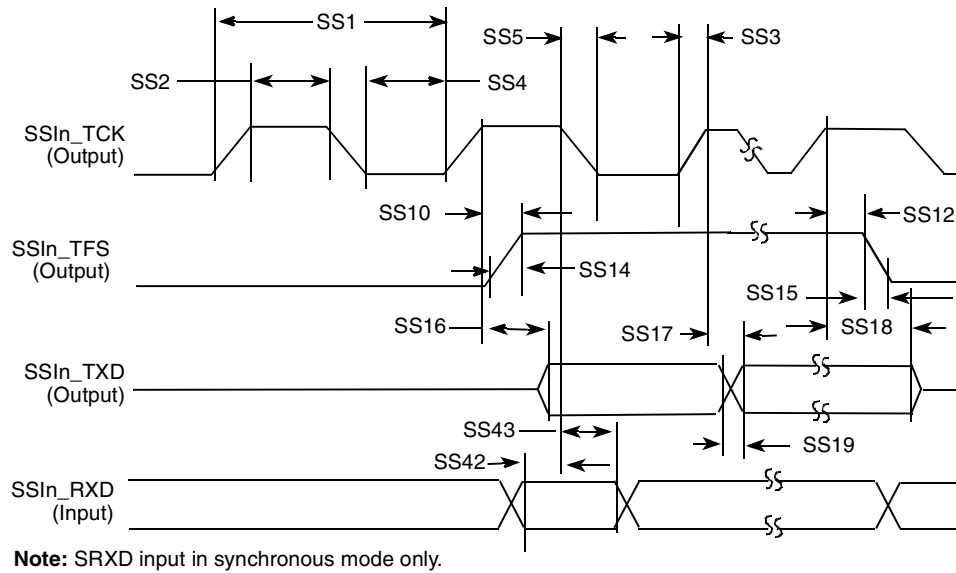 SS1
SS5
SS3
SS2
SS4
SSIn_TCK
(Output)
SS10
SS12
SSIn_TFS
(Output)
SS14
SS15
SS16
SS17
SS18
SSIn_TXD
(Output)
SS43
SS19
SS42
SSIn_RXD
(Input)
Note: SRXD input in synchronous mode only.